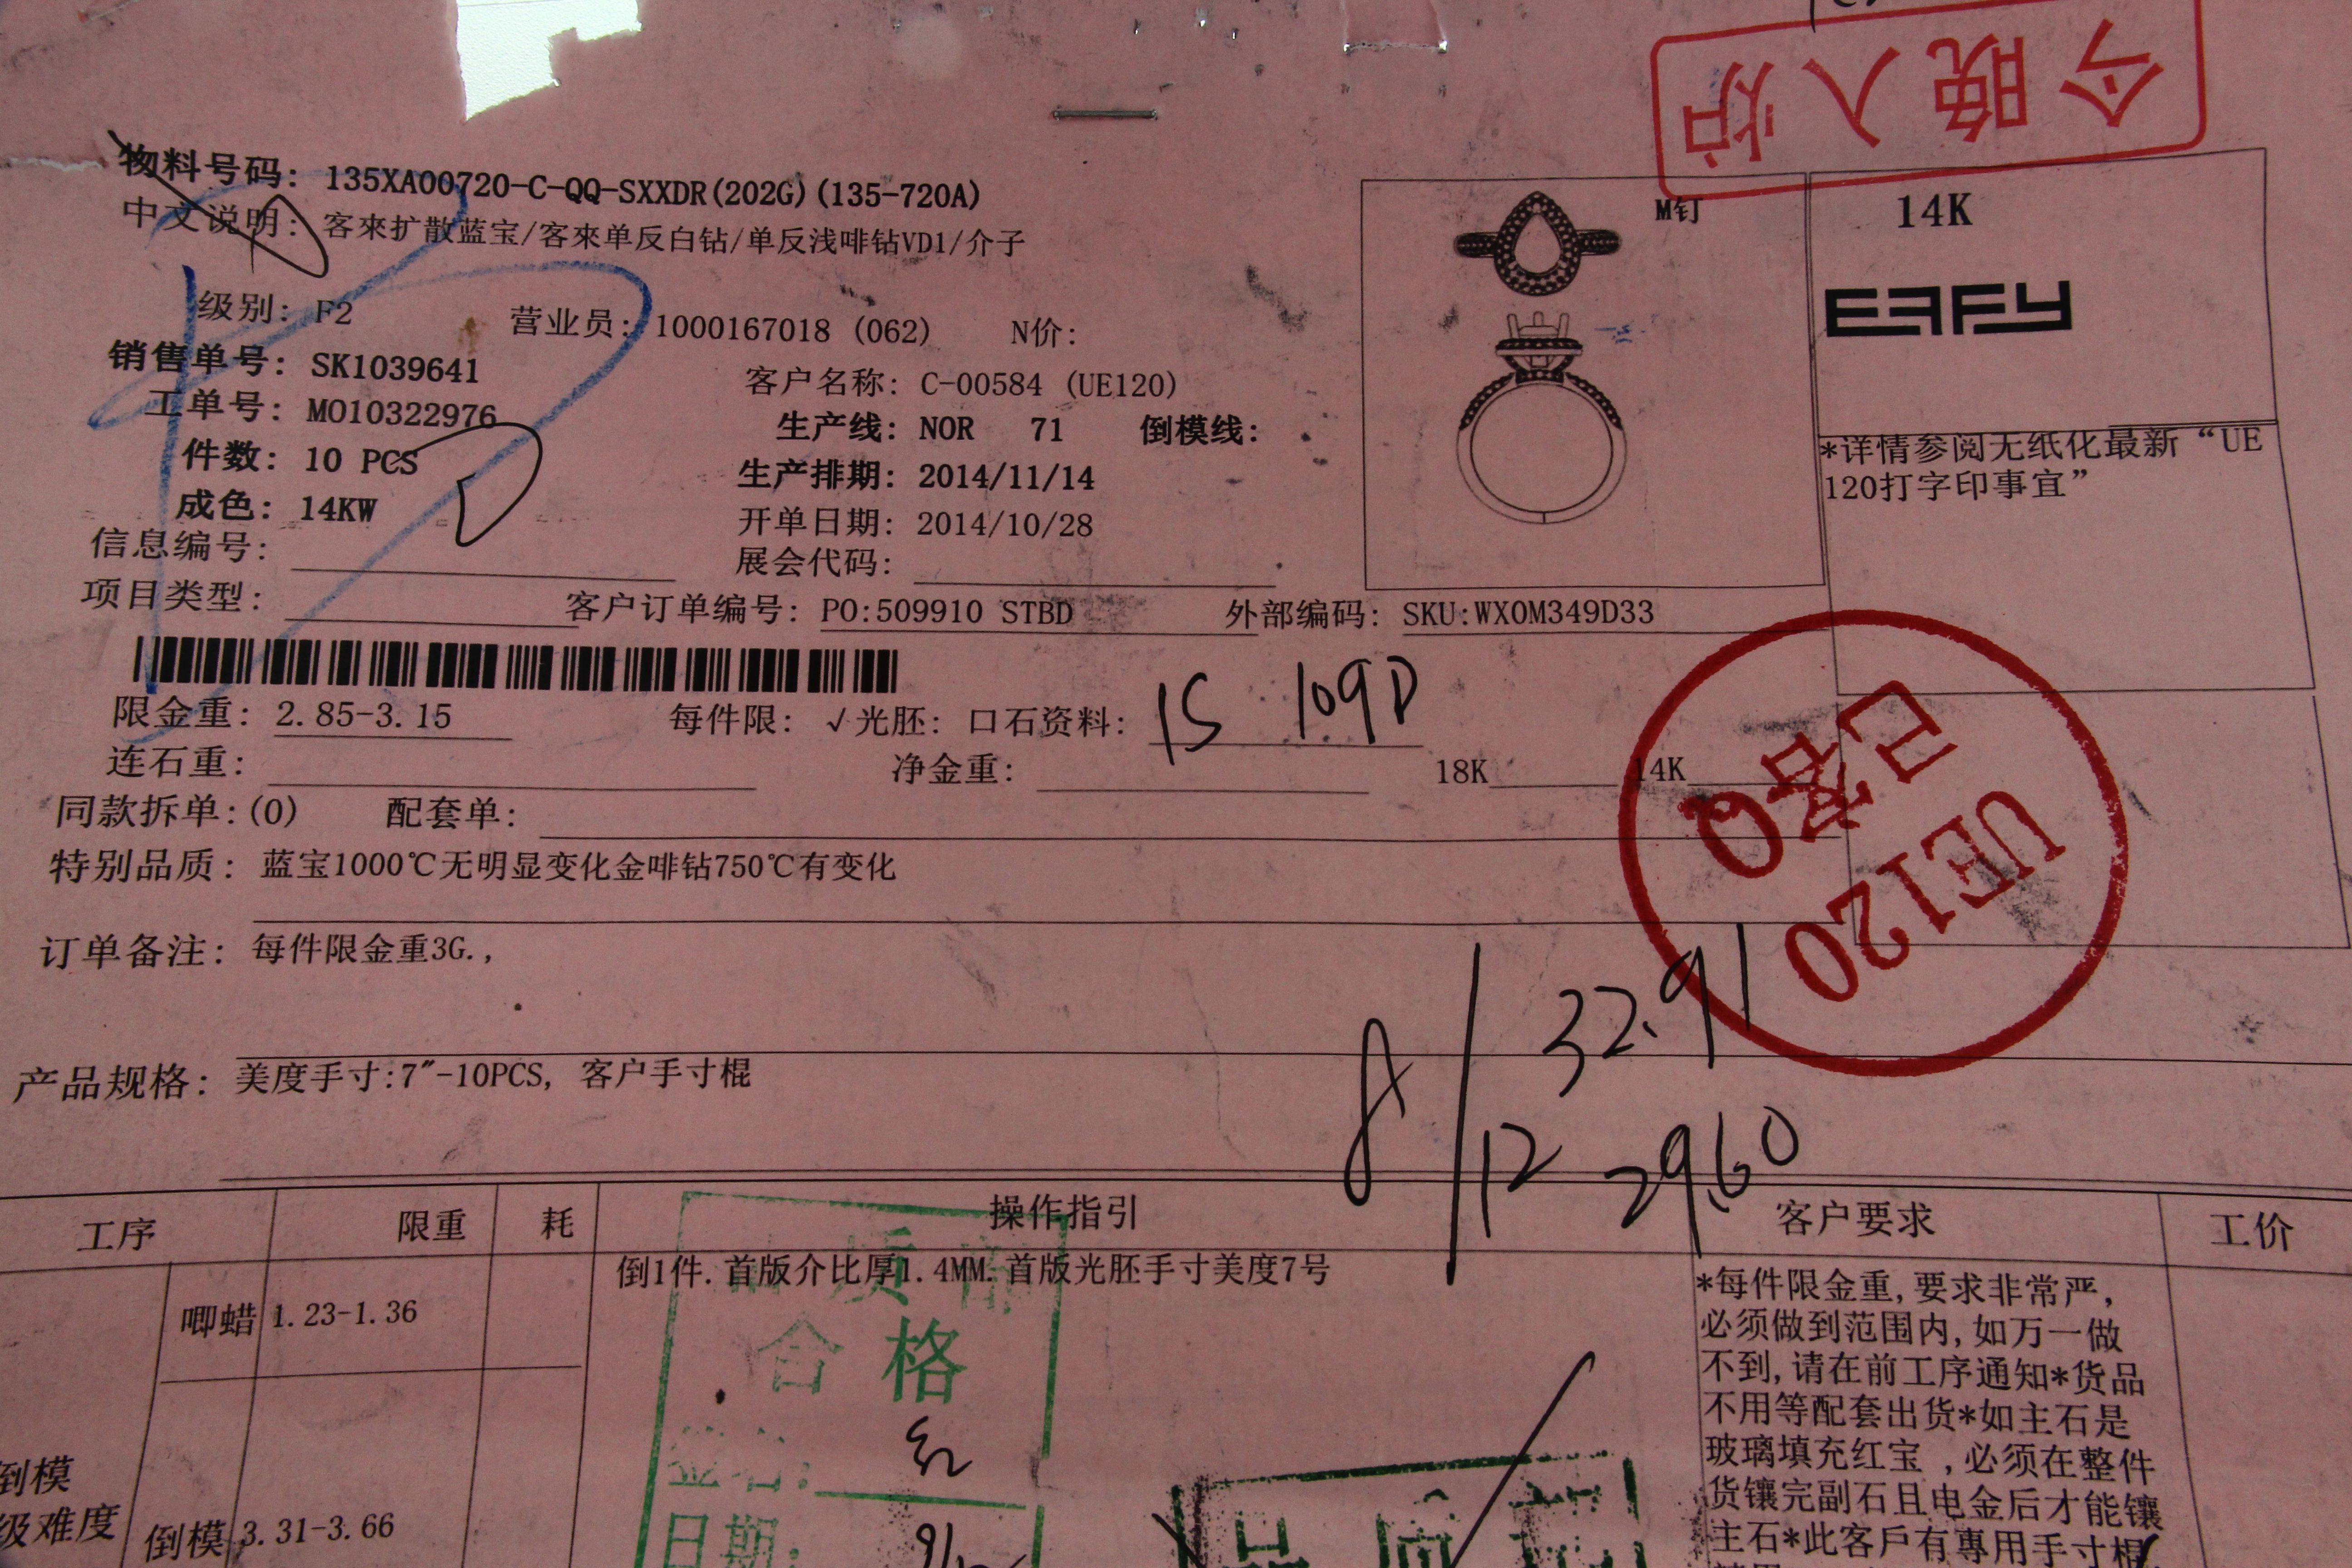 今晚入炉
物料号码: 135XA00720-C-QQ-SXXDR(202G)(135-720A)
中文说明: 客來扩散蓝宝/客來单反白钻/单反浅啡钻VD1/介子
M钉
14K
EFFY
级别: F2 营业员: 1000167018 (062) N价:
销售单号: SK1039641 客户名称: C-00584 (UE120)
工单号: MO10322976 生产线: NOR 71 倒模线:
件数: 10 PCS 生产排期: 2014/11/14
成色: 14KW 开单日期: 2014/10/28
信息编号: 展会代码:
*详情参阅无纸化最新“UE
120打字印事宜”
项目类型: 客户订单编号: PO:509910 STBD 外部编码: SKU:WX0M349D33
限金重: 2.85-3.15 每件限: √光胚: 口石资料: 1S 109D
连石重: 净金重: 18K 14K
同款拆单:(0) 配套单:
特别品质: 蓝宝1000℃无明显变化金啡钻750℃有变化
UE120
订单备注: 每件限金重3G.,
32.91
产品规格: 美度手寸:7"-10PCS, 客户手寸棍
12 29.60
工序 限重 耗 操作指引 客户要求 工价
唧蜡 1.23-1.36
倒1件.首版介比厚1.4MM.首版光胚手寸美度7号
*每件限金重,要求非常严,
必须做到范围内,如万一做
不到,请在前工序通知*货品
不用等配套出货*如主石是
玻璃填充红宝 ,必须在整件
货镶完副石且电金后才能镶
主石*此客戶有專用手寸棍
合格
签名:
日期:
倒模
级难度
倒模 3.31-3.66